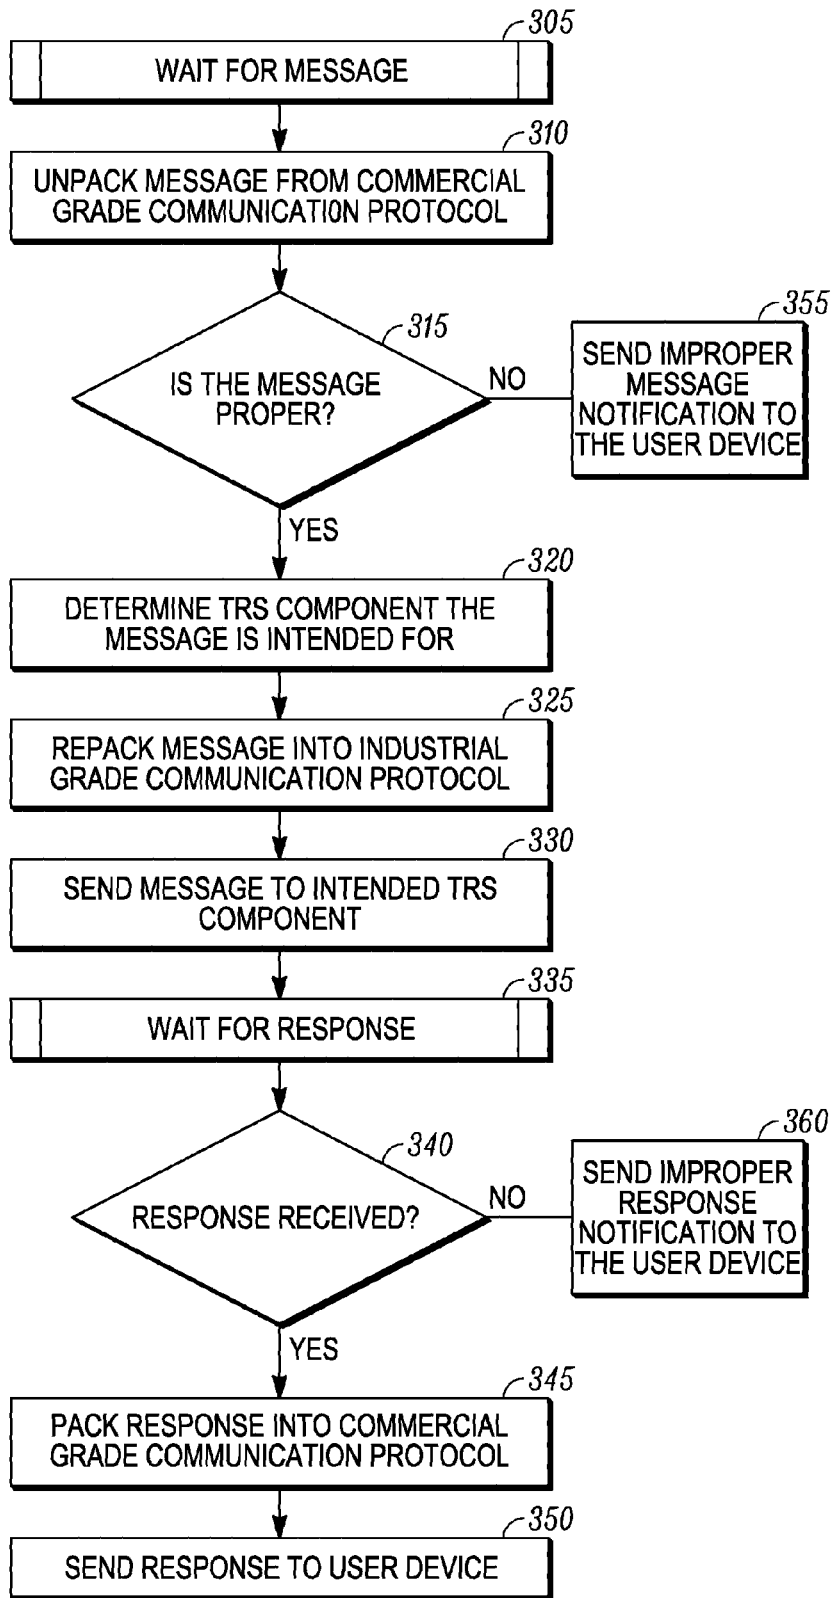 305
WAIT FOR MESSAGE
310
UNPACK MESSAGE FROM COMMERCIAL
GRADE COMMUNICATION PROTOCOL
315
IS THE MESSAGE
PROPER?
NO
355
SEND IMPROPER
MESSAGE
NOTIFICATION TO
THE USER DEVICE
YES
320
DETERMINE TRS COMPONENT THE
MESSAGE IS INTENDED FOR
325
REPACK MESSAGE INTO INDUSTRIAL
GRADE COMMUNICATION PROTOCOL
330
SEND MESSAGE TO INTENDED TRS
COMPONENT
335
WAIT FOR RESPONSE
340
RESPONSE RECEIVED?
NO
360
SEND IMPROPER
RESPONSE
NOTIFICATION TO
THE USER DEVICE
YES
345
PACK RESPONSE INTO COMMERCIAL
GRADE COMMUNICATION PROTOCOL
350
SEND RESPONSE TO USER DEVICE